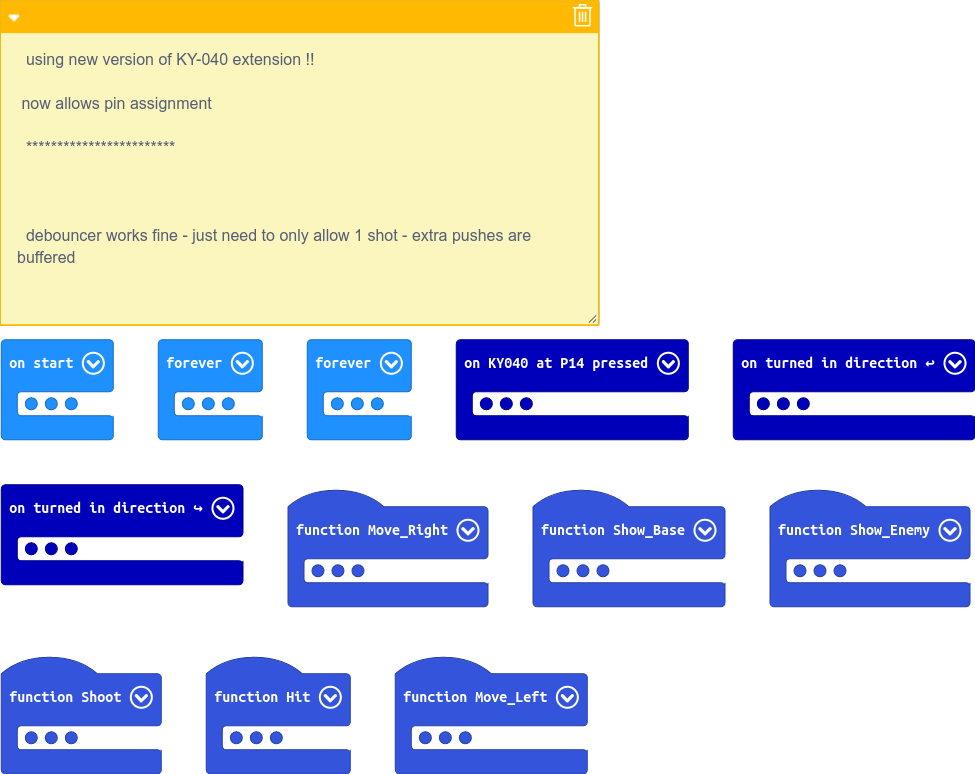 using new version of KY-040 extension !!
now allows pin assignment
************************
debouncer works fine - just need to only allow 1 shot - extra pushes are
buffered
on start
forever
forever
on KY040 at P14 pressed
on turned in direction ↩
on turned in direction ↪
function Move_Right
function Show_Base
function Show_Enemy
function Shoot
function Hit
function Move_Left